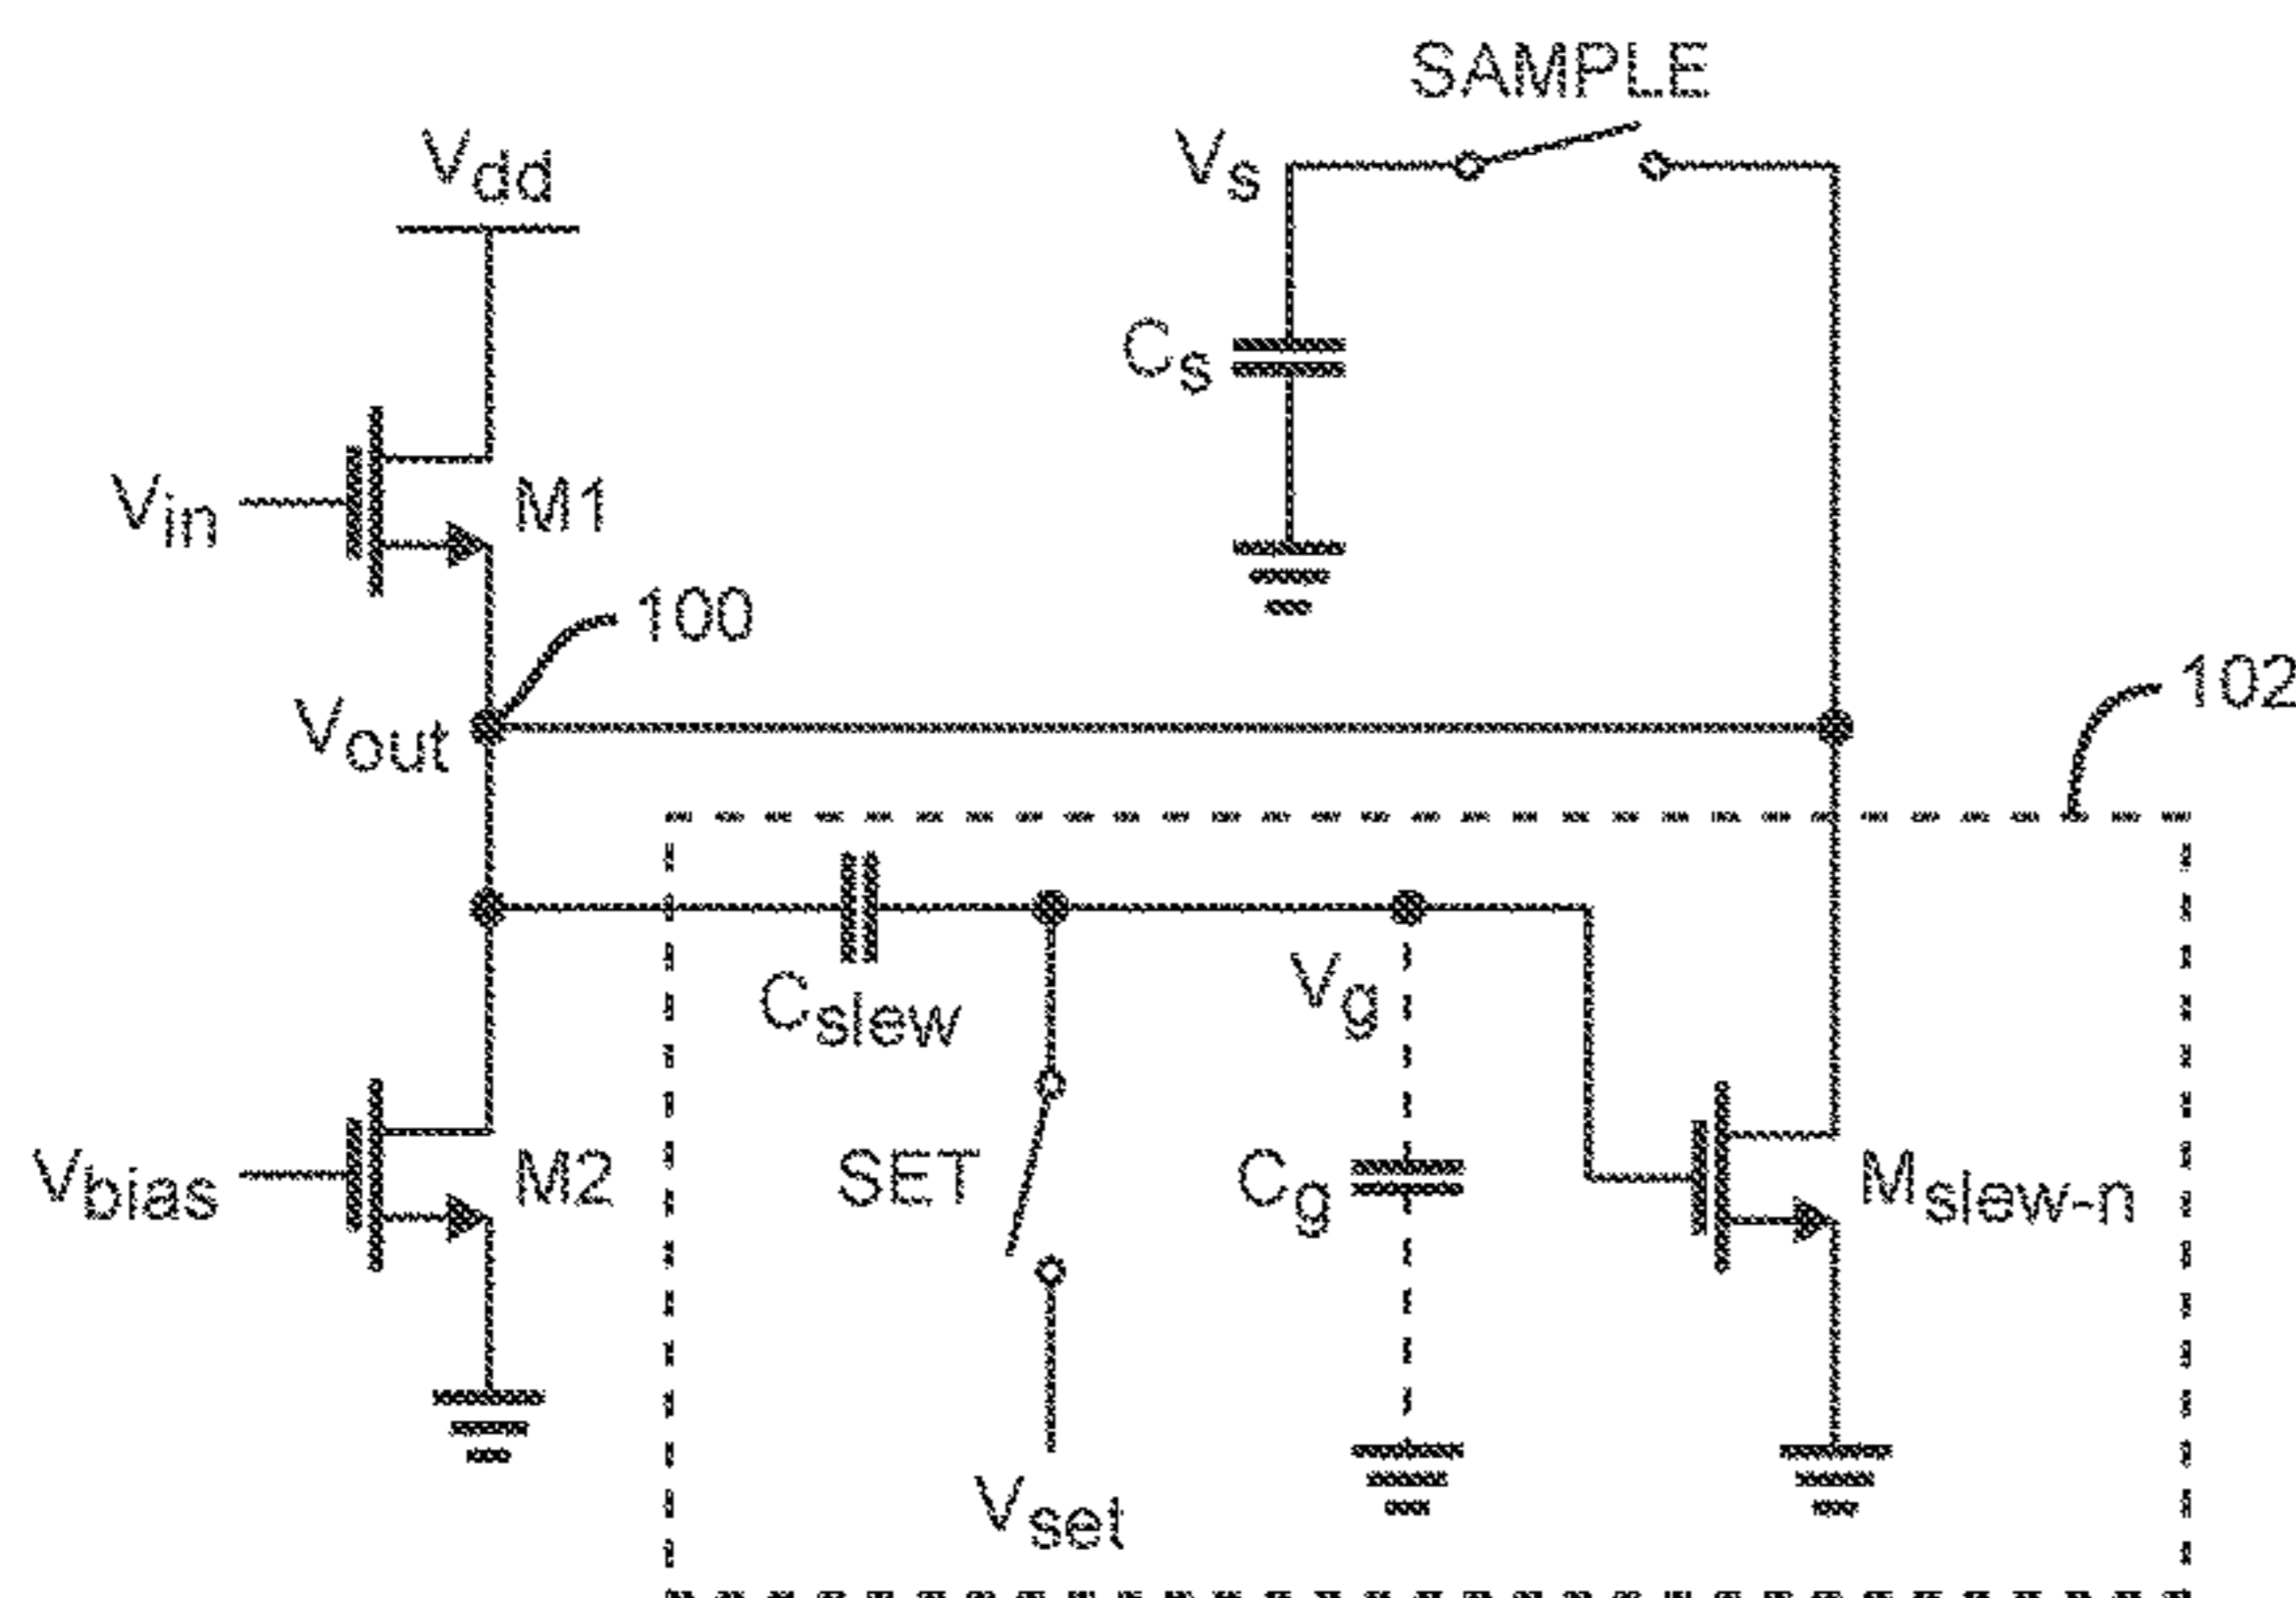 SAMPLE
Vdd
Vs
Cs
Vin
M1
100
Vout
102
Cslew
Vg
Vbias
M2
SET
Cg
Mslew-n
Vset